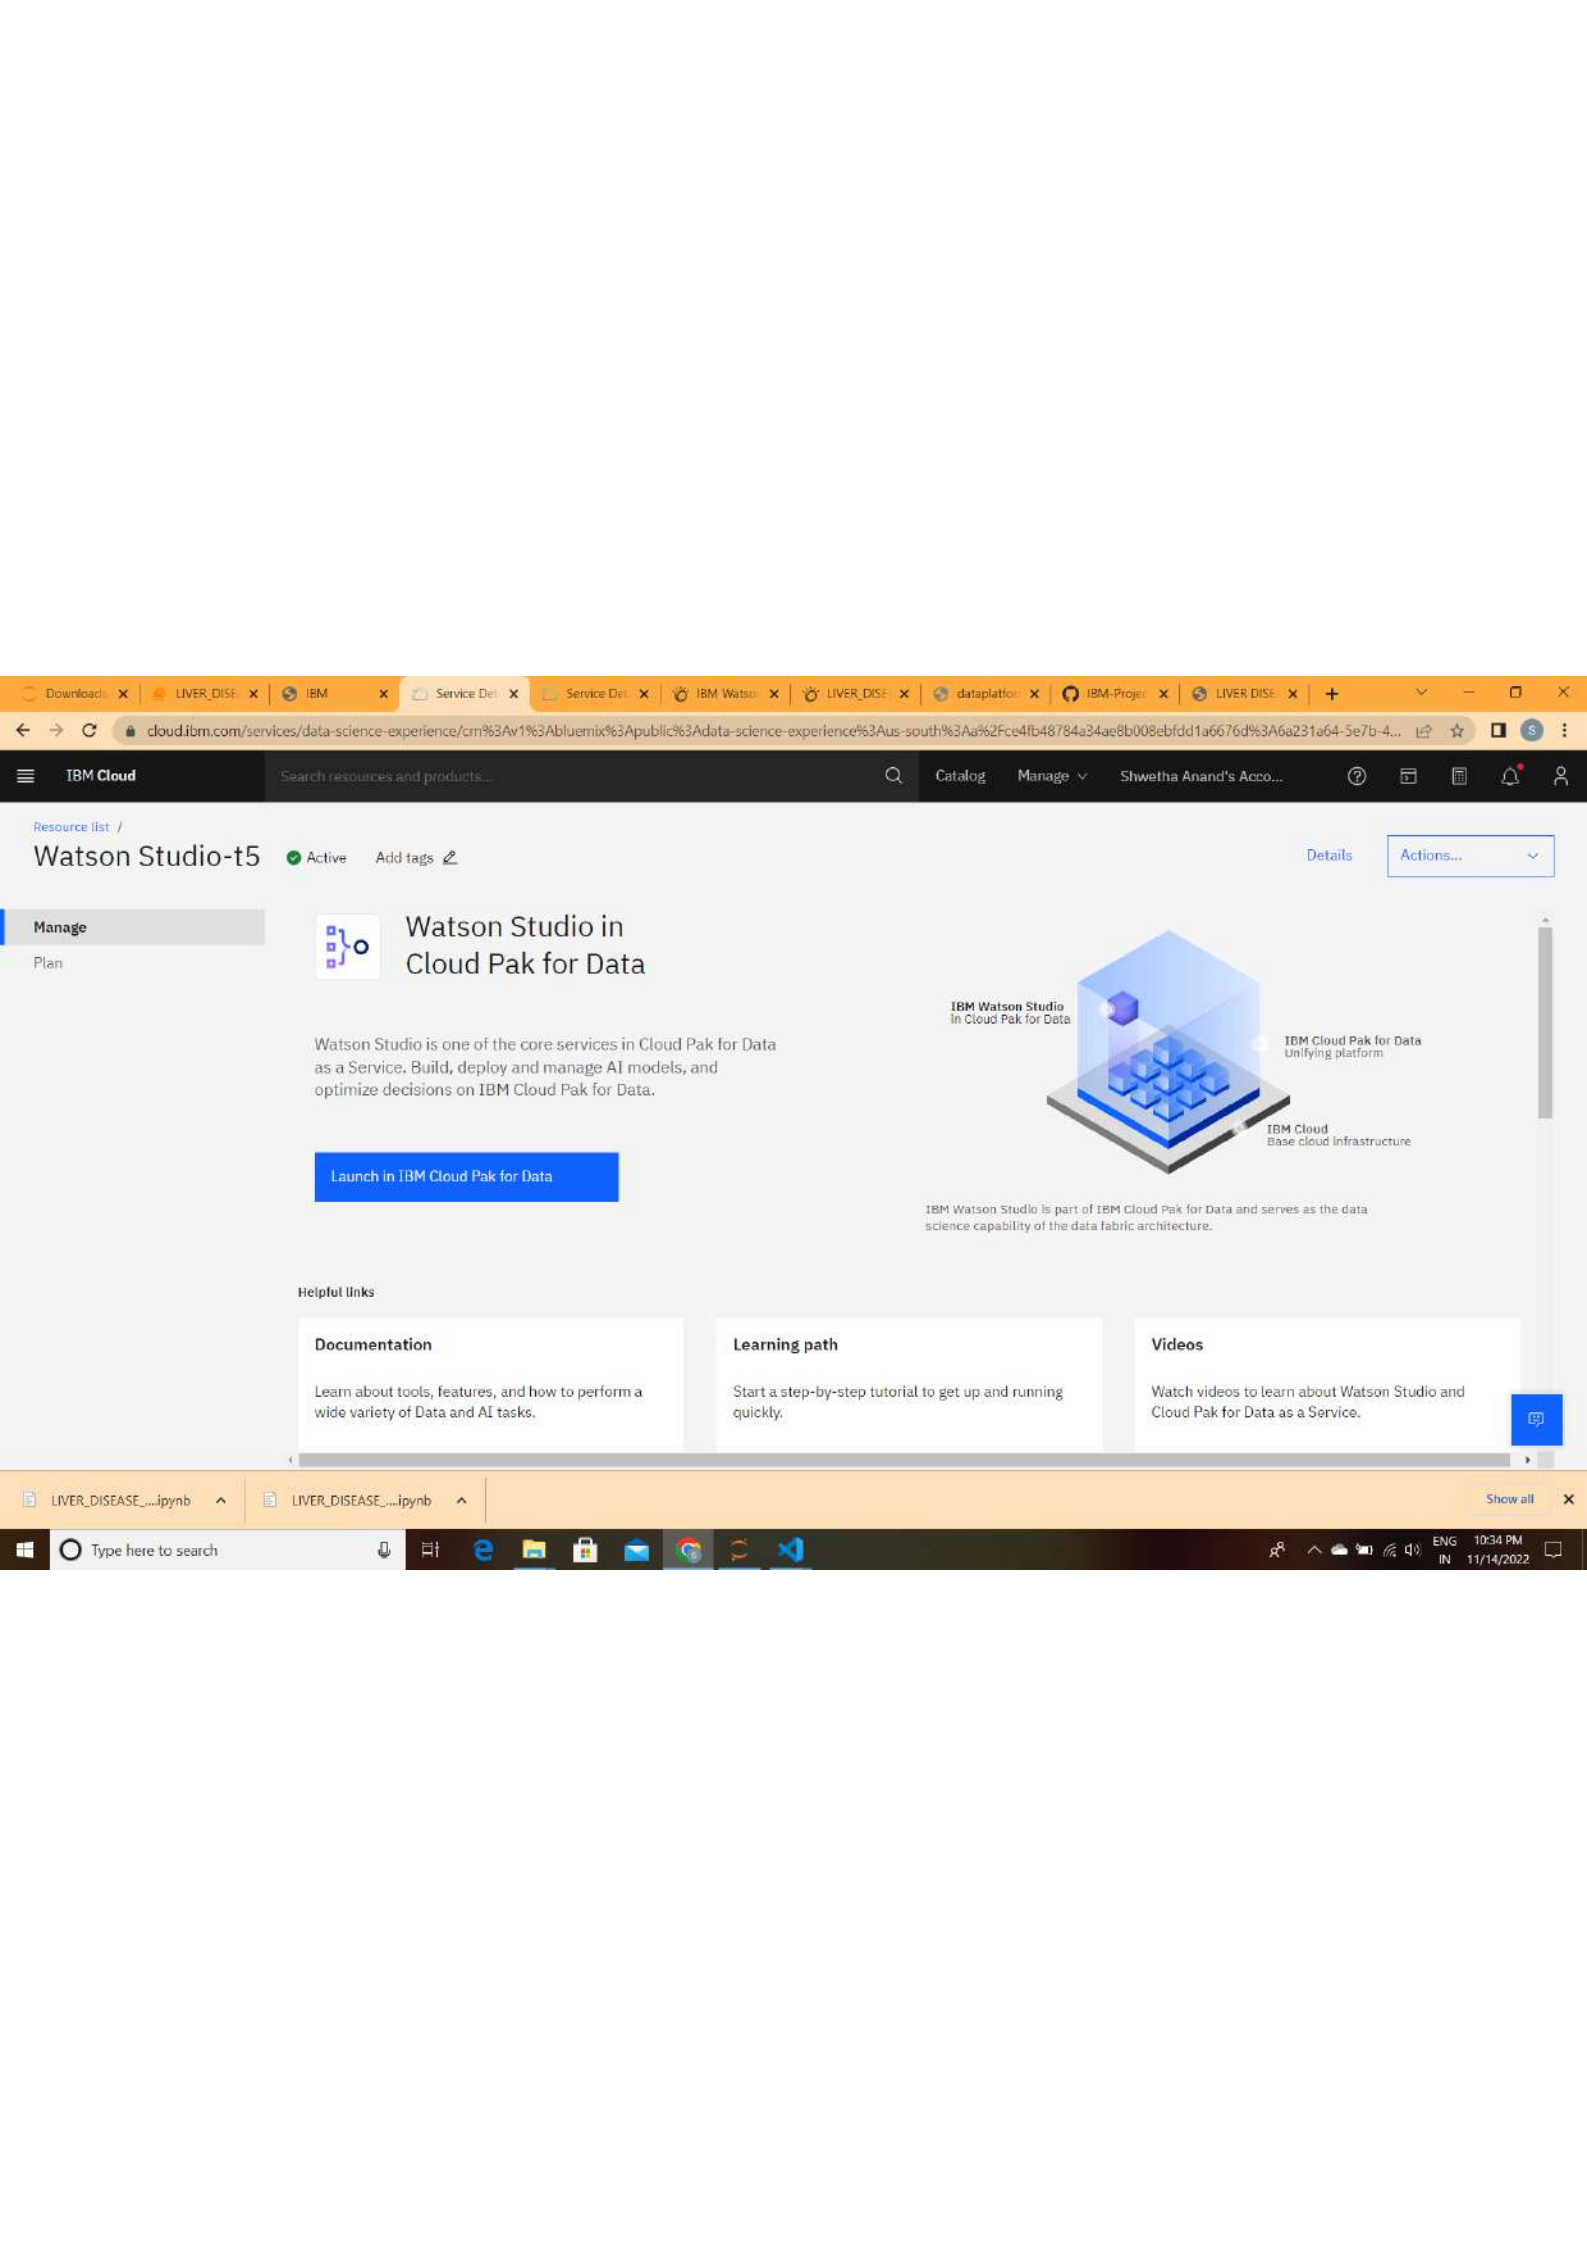 Downloads LIVER_DISE IBM Service Det Service Det IBM Watso LIVER_DISE dataplatfor IBM-Projec LIVER DISE
cloud.ibm.com/services/data-science-experience/crn%3Av1%3Abluemix%3Apublic%3Adata-science-experience%3Aus-south%3Aa%2Fce4fb48784a34ae8b008ebfdd1a6676d%3A6a231a64-5e7b-4...
S
IBM Cloud Search resources and products... Catalog Manage Shwetha Anand's Acco...
Resource list /
Watson Studio-t5 Active Add tags Details Actions...
Manage
Plan
Watson Studio in
Cloud Pak for Data
Watson Studio is one of the core services in Cloud Pak for Data
as a Service. Build, deploy and manage AI models, and
optimize decisions on IBM Cloud Pak for Data.
Launch in IBM Cloud Pak for Data
IBM Watson Studio
in Cloud Pak for Data
IBM Cloud Pak for Data
Unifying platform
IBM Cloud
Base cloud infrastructure
IBM Watson Studio is part of IBM Cloud Pak for Data and serves as the data
science capability of the data fabric architecture.
Helpful links
Documentation
Learn about tools, features, and how to perform a
wide variety of Data and AI tasks.
Learning path
Start a step-by-step tutorial to get up and running
quickly.
Videos
Watch videos to learn about Watson Studio and
Cloud Pak for Data as a Service.
LIVER_DISEASE_....ipynb LIVER_DISEASE_....ipynb Show all
Type here to search
ENG 10:34 PM
IN 11/14/2022